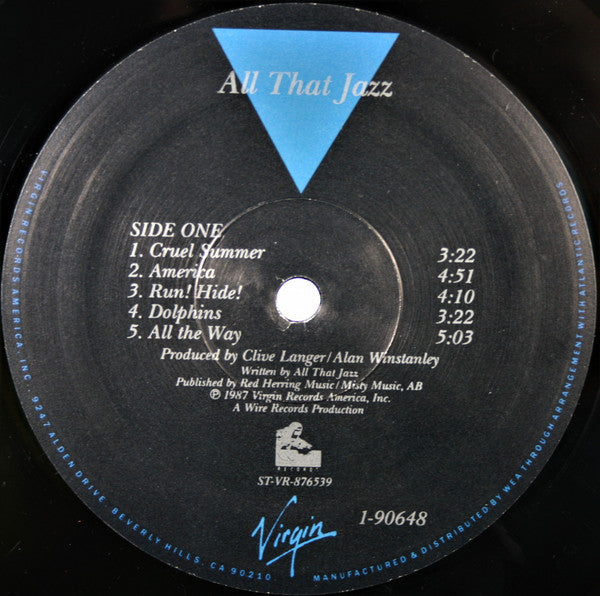 All That Jazz
SIDE ONE
1. Cruel Summer 3:22
2. America 4:51
3. Run! Hide! 4:10
4. Dolphins 3:22
5. All the Way 5:03
Produced by Clive Langer/Alan Winstanley
Written by All That Jazz
Published by Red Herring Music/Misty Music, AB
℗ 1987 Virgin Records America, Inc.
A Wire Records Production
RECORDS
ST-VR-876539
Virgin
1-90648
VIRGIN RECORDS AMERICA, INC. 9247 ALDEN DRIVE, BEVERLY HILLS, CA 90210. MANUFACTURED & DISTRIBUTED BY WEA THROUGH ARRANGEMENT WITH ATLANTIC RECORDS